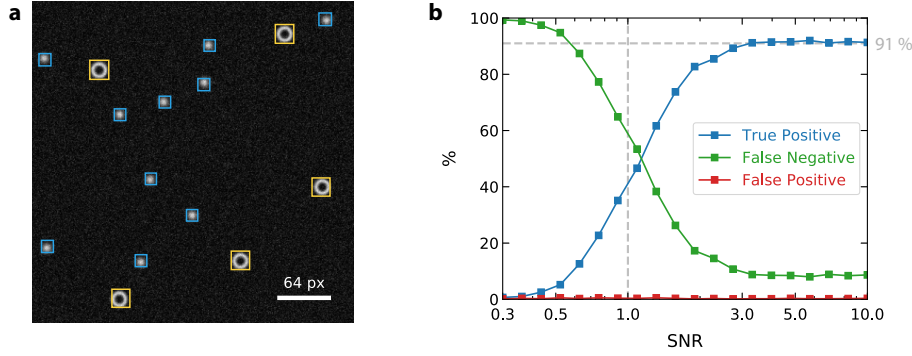 a
64 px
b
100
80
60
40
20
0
%
91 %
True Positive
False Negative
False Positive
0.3
0.5
1.0
3.0
5.0
10.0
SNR